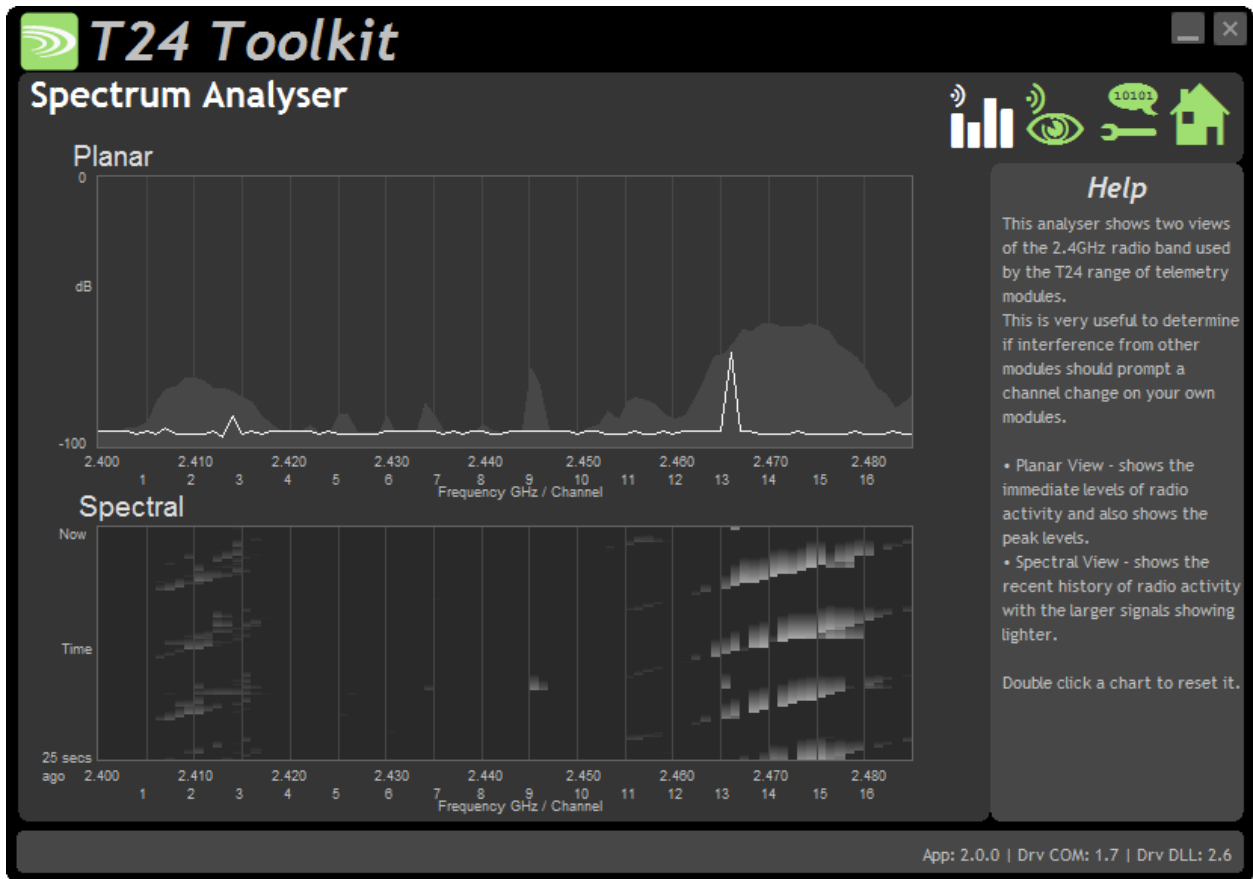 T24 Toolkit
Spectrum Analyser
10101
Planar
0
dB
-100
2.400 2.410 2.420 2.430 2.440 2.450 2.460 2.470 2.480
1 2 3 4 5 6 7 8 9 10 11 12 13 14 15 16
Frequency GHz / Channel
Spectral
Now
Time
25 secs
ago 2.400 2.410 2.420 2.430 2.440 2.450 2.460 2.470 2.480
1 2 3 4 5 6 7 8 9 10 11 12 13 14 15 16
Frequency GHz / Channel
Help
This analyser shows two views
of the 2.4GHz radio band used
by the T24 range of telemetry
modules.
This is very useful to determine
if interference from other
modules should prompt a
channel change on your own
modules.
• Planar View - shows the
immediate levels of radio
activity and also shows the
peak levels.
• Spectral View - shows the
recent history of radio activity
with the larger signals showing
lighter.
Double click a chart to reset it.
App: 2.0.0 | Drv COM: 1.7 | Drv DLL: 2.6